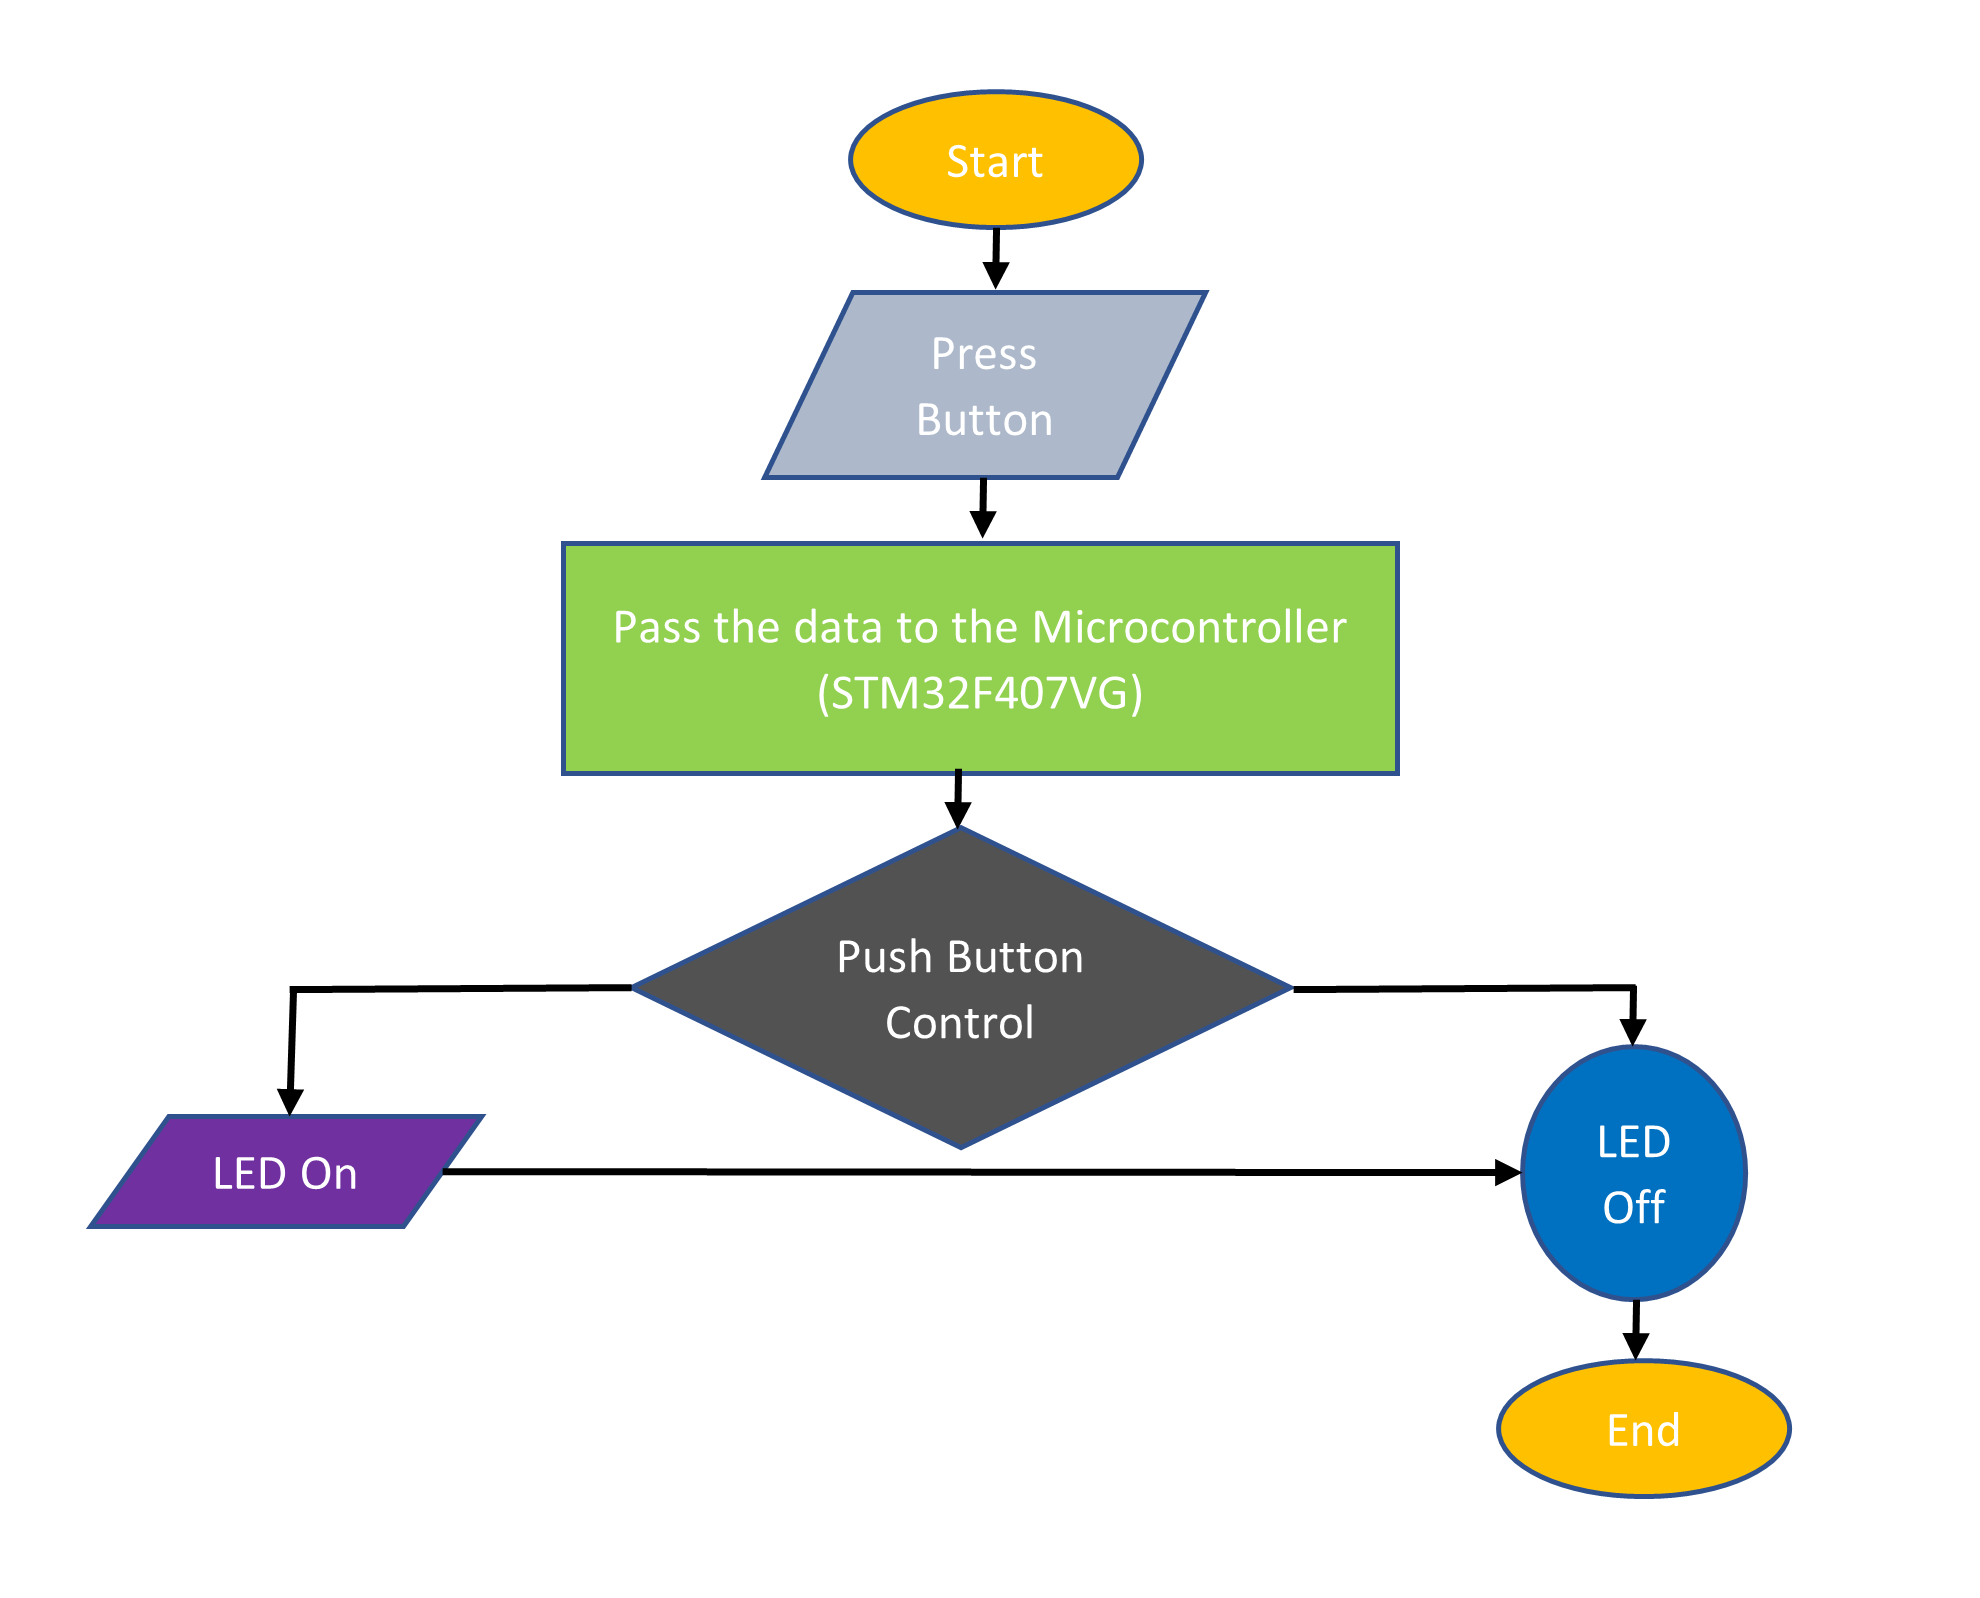 Start
Press
Button
Pass the data to the Microcontroller
(STM32F407VG)
Push Button
Control
LED On
LED
Off
End